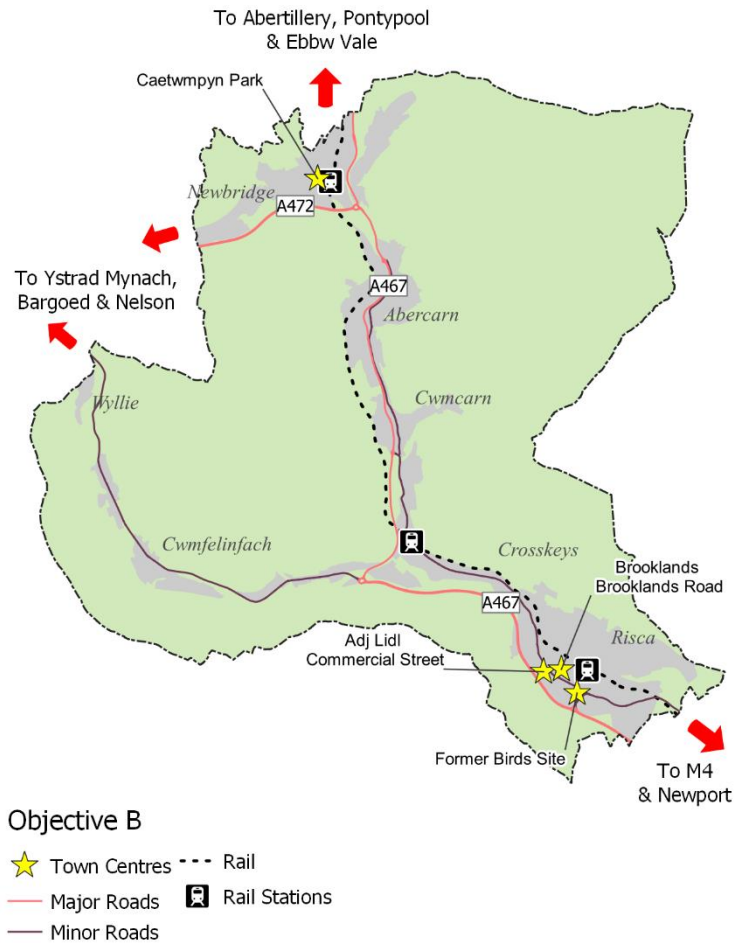 To Abertillery, Pontypool
& Ebbw Vale
Caetwmpyn Park
Newbridge
A472
To Ystrad Mynach,
Bargoed & Nelson
A467
Abercarn
Wyllie
Cwmcarn
Cwmfelinfach
Crosskeys
Brooklands
Brooklands Road
A467
Risca
Adj Lidl
Commercial Street
Former Birds Site
To M4
& Newport
Objective B
Town Centres
Rail
Major Roads
Rail Stations
Minor Roads